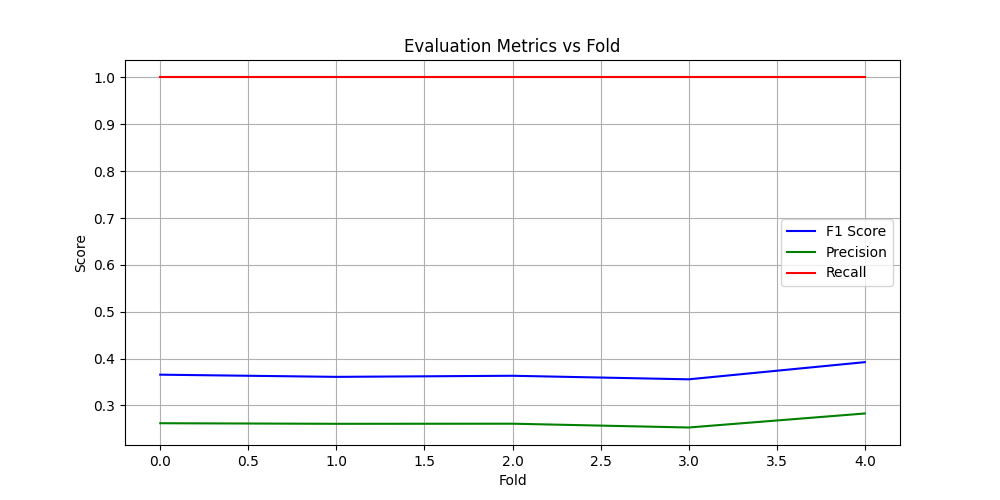 Evaluation Metrics vs Fold
1.0
0.9
0.8
0.7
0.6
0.5
0.4
0.3
Score
F1 Score
Precision
Recall
0.0 0.5 1.0 1.5 2.0 2.5 3.0 3.5 4.0
Fold